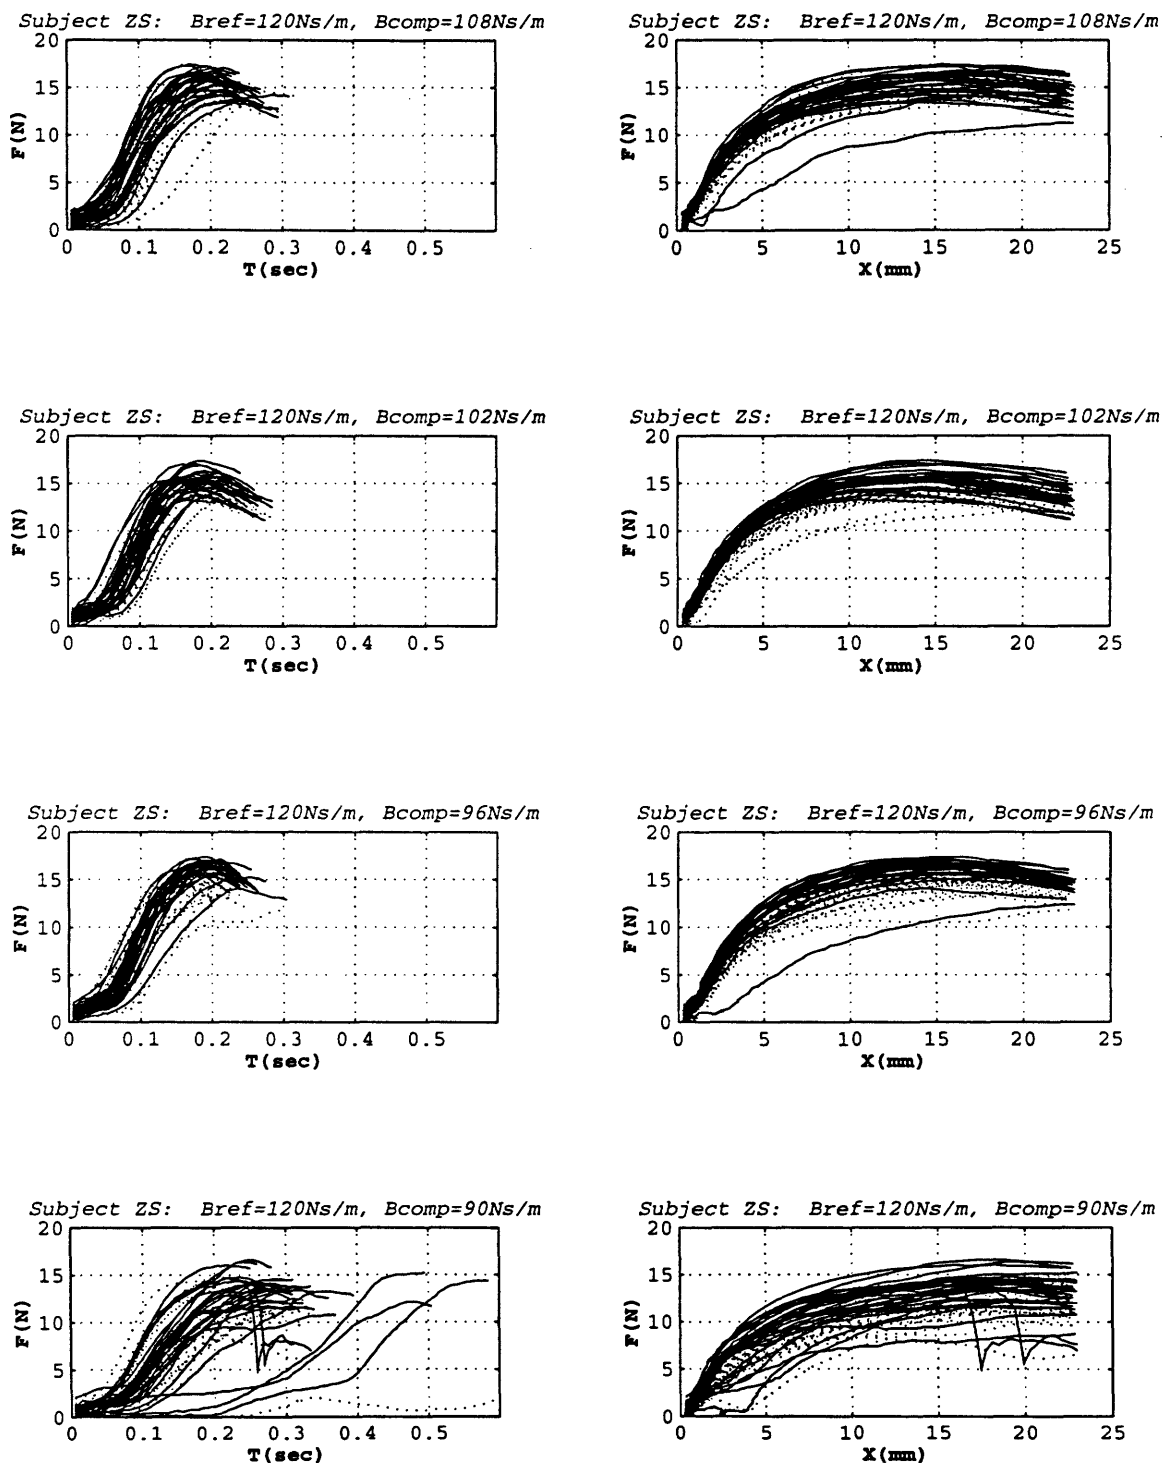 Subject ZS: Bref=120Ns/m, Bcomp=108Ns/m
20
15
10
5
0
F(N)
0 0.1 0.2 0.3 0.4 0.5
T(sec)
Subject ZS: Bref=120Ns/m, Bcomp=108Ns/m
20
15
10
5
0
F(N)
0 5 10 15 20 25
X(mm)
Subject ZS: Bref=120Ns/m, Bcomp=102Ns/m
20
15
10
5
0
F(N)
0 0.1 0.2 0.3 0.4 0.5
T(sec)
Subject ZS: Bref=120Ns/m, Bcomp=102Ns/m
20
15
10
5
0
F(N)
0 5 10 15 20 25
X(mm)
Subject ZS: Bref=120Ns/m, Bcomp=96Ns/m
20
15
10
5
0
F(N)
0 0.1 0.2 0.3 0.4 0.5
T(sec)
Subject ZS: Bref=120Ns/m, Bcomp=96Ns/m
20
15
10
5
0
F(N)
0 5 10 15 20 25
X(mm)
Subject ZS: Bref=120Ns/m, Bcomp=90Ns/m
20
15
10
5
0
F(N)
0 0.1 0.2 0.3 0.4 0.5
T(sec)
Subject ZS: Bref=120Ns/m, Bcomp=90Ns/m
20
15
10
5
0
F(N)
0 5 10 15 20 25
X(mm)